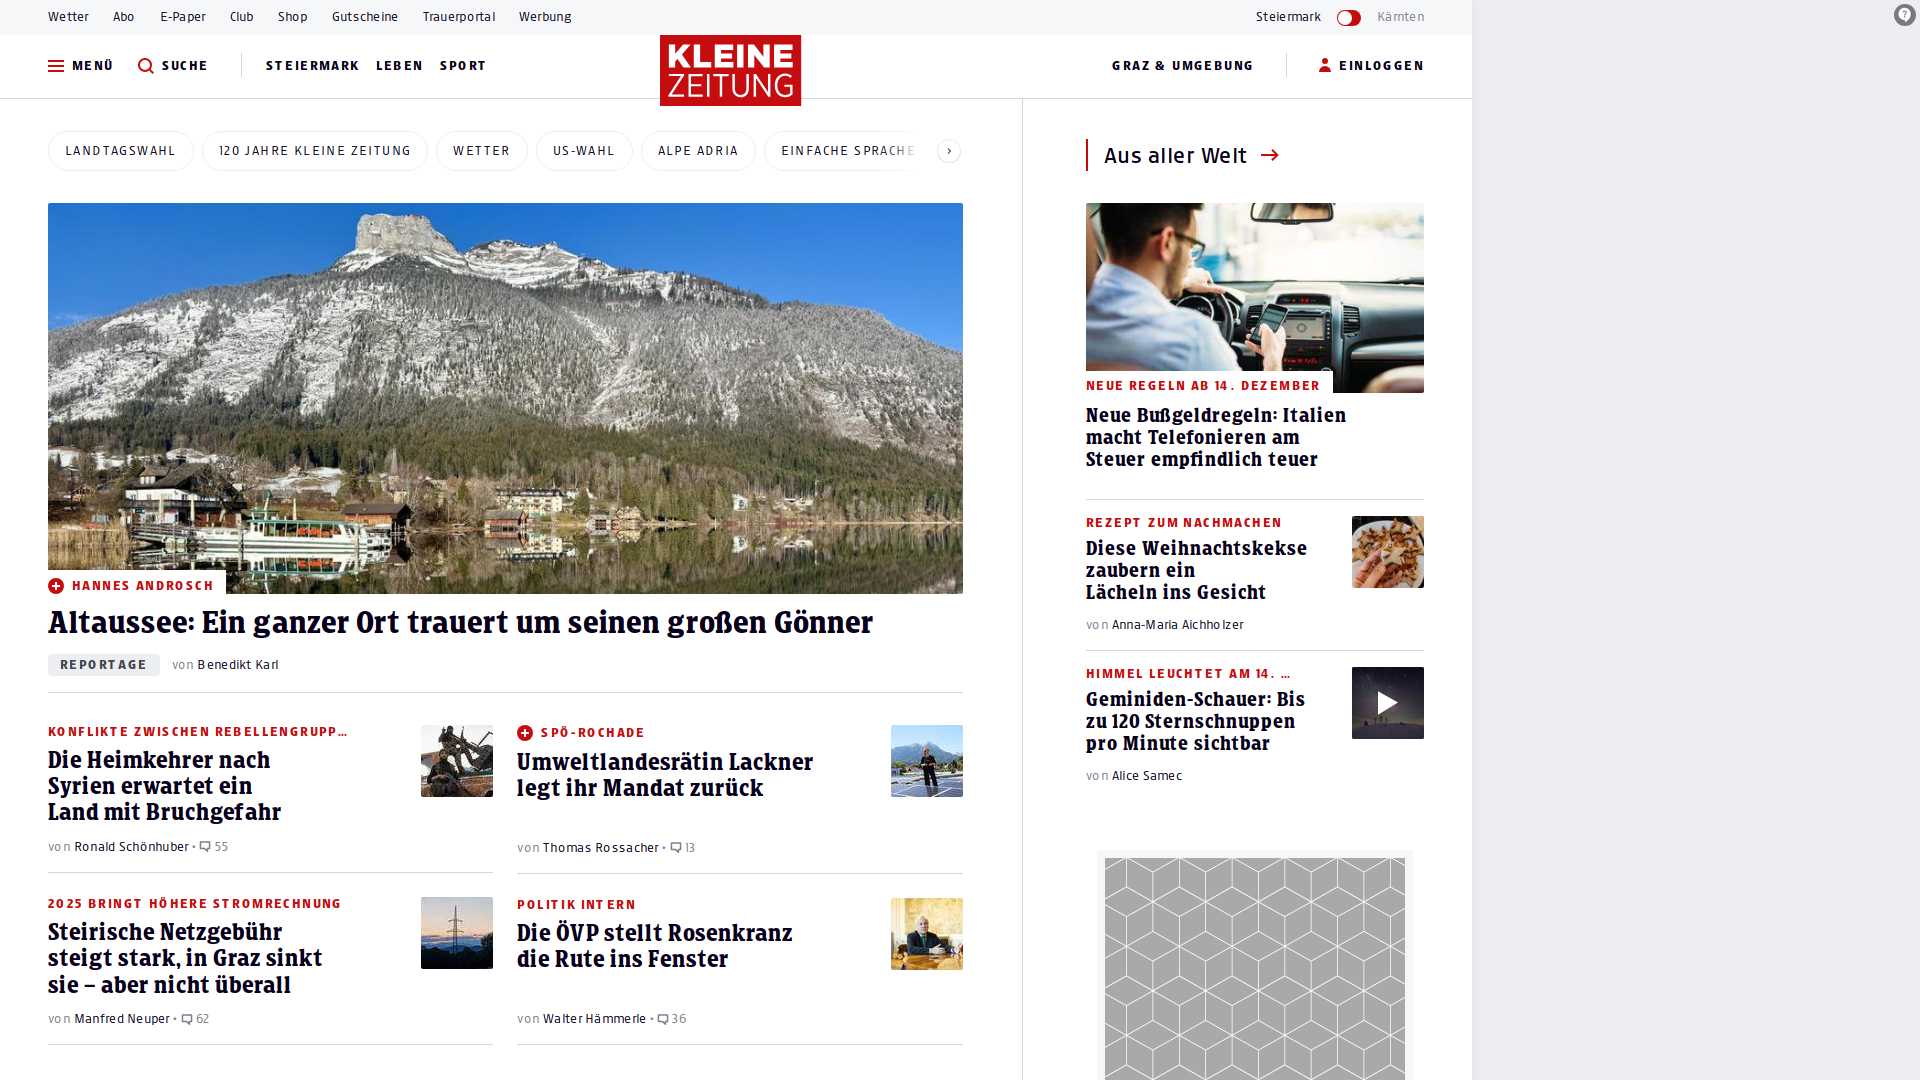 Wetter Abo E-Paper Club Shop Gutscheine Trauerportal Werbung Steiermark Kärnten
MENÜ SUCHE STEIERMARK LEBEN SPORT KLEINE ZEITUNG GRAZ & UMGEBUNG EINLOGGEN
LANDTAGSWAHL 120 JAHRE KLEINE ZEITUNG WETTER US-WAHL ALPE ADRIA EINFACHE SPRACHE
HANNES ANDROSCH
Altaussee: Ein ganzer Ort trauert um seinen großen Gönner
REPORTAGE von Benedikt Karl
KONFLIKTE ZWISCHEN REBELLENGRUPP...
Die Heimkehrer nach
Syrien erwartet ein
Land mit Bruchgefahr
von Ronald Schönhuber • 55
SPÖ-ROCHADE
Umweltlandesrätin Lackner
legt ihr Mandat zurück
von Thomas Rossacher • 13
2025 BRINGT HÖHERE STROMRECHNUNG
Steirische Netzgebühr
steigt stark, in Graz sinkt
sie – aber nicht überall
von Manfred Neuper • 62
POLITIK INTERN
Die ÖVP stellt Rosenkranz
die Rute ins Fenster
von Walter Hämmerle • 36
Aus aller Welt
NEUE REGELN AB 14. DEZEMBER
Neue Bußgeldregeln: Italien
macht Telefonieren am
Steuer empfindlich teuer
REZEPT ZUM NACHMACHEN
Diese Weihnachtskekse
zaubern ein
Lächeln ins Gesicht
von Anna-Maria Aichholzer
HIMMEL LEUCHTET AM 14. ...
Geminiden-Schauer: Bis
zu 120 Sternschnuppen
pro Minute sichtbar
von Alice Samec